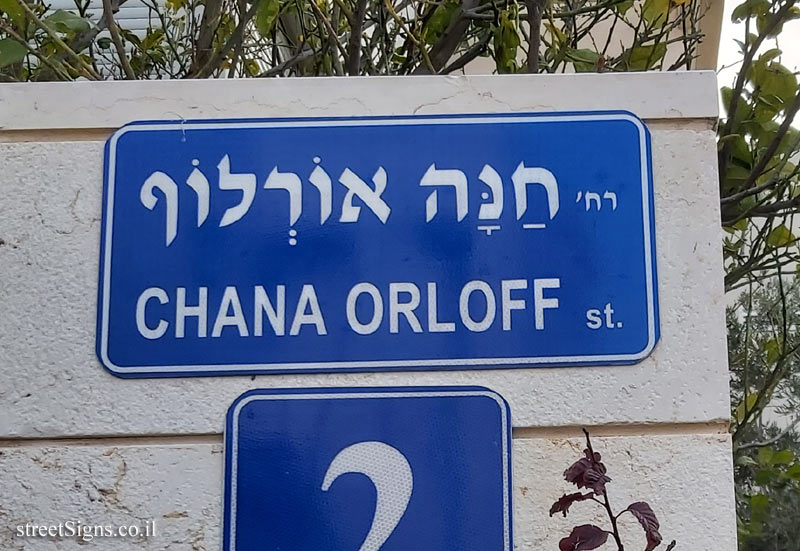 רח׳ חַנָּה אוֹרְלוֹף
CHANA ORLOFF st.
2
streetSigns.co.il